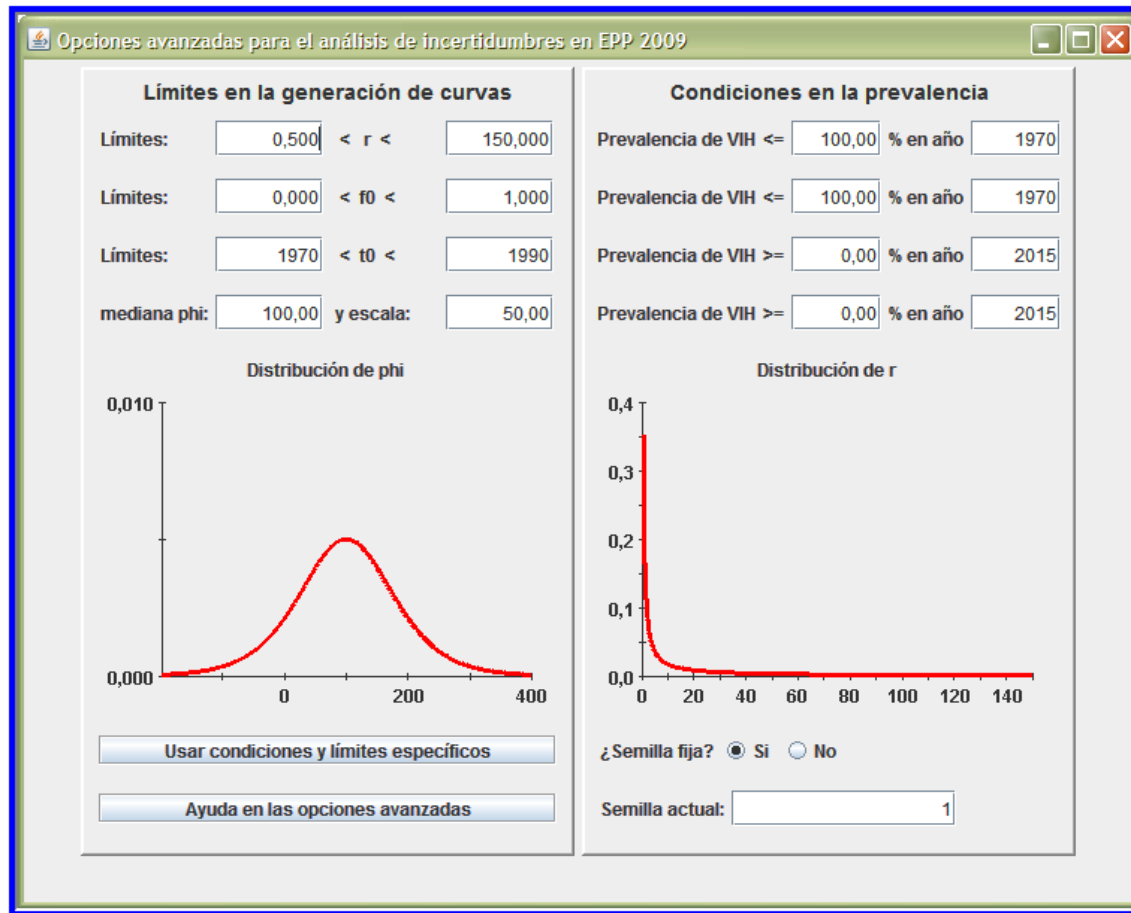 Opciones avanzadas para el análisis de incertidumbres en EPP 2009
Límites en la generación de curvas
Límites: 0,500 < r < 150,000
Límites: 0,000 < f0 < 1,000
Límites: 1970 < t0 < 1990
mediana phi: 100,00 y escala: 50,00
Distribución de phi
0,010
0,000
0 200 400
Usar condiciones y límites específicos
Ayuda en las opciones avanzadas
Condiciones en la prevalencia
Prevalencia de VIH <= 100,00 % en año 1970
Prevalencia de VIH <= 100,00 % en año 1970
Prevalencia de VIH >= 0,00 % en año 2015
Prevalencia de VIH >= 0,00 % en año 2015
Distribución de r
0,4
0,3
0,2
0,1
0,0
0 20 40 60 80 100 120 140
¿Semilla fija? Si No
Semilla actual: 1